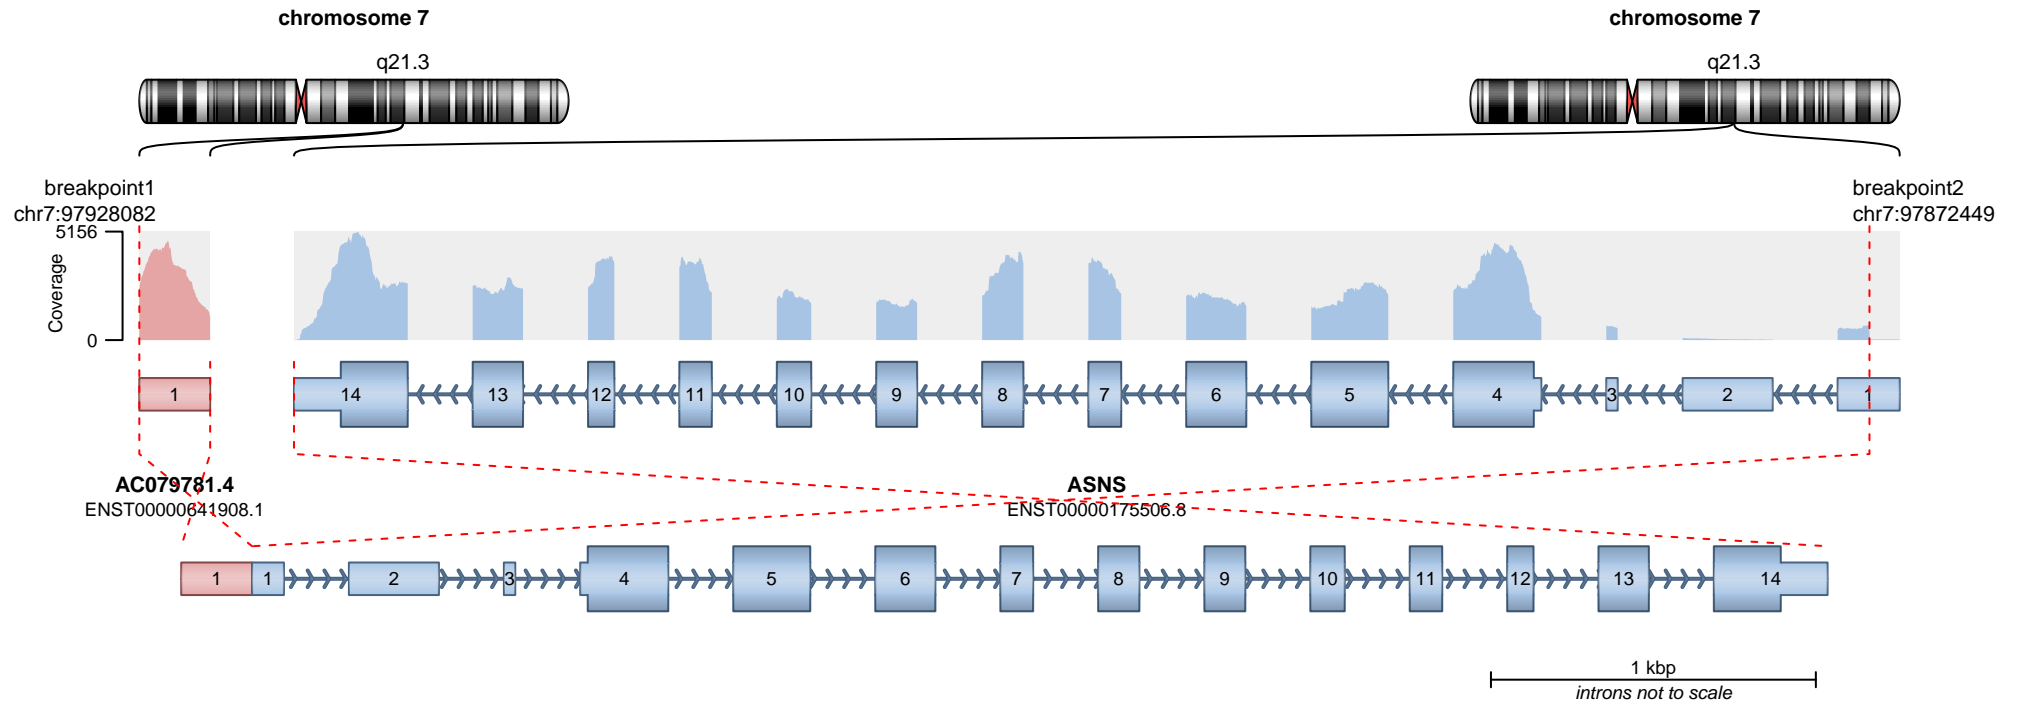 chromosome 7
chromosome 7
q21.3
q21.3
breakpoint1
chr7:97928082
breakpoint2
chr7:97872449
5156
Coverage
0
1
14
13
12
11
10
9
8
7
6
5
4
3
2
1
AC079781.4
ENST00000641908.1
ASNS
ENST00000175506.8
1
1
2
3
4
5
6
7
8
9
10
11
12
13
14
1 kbp
introns not to scale